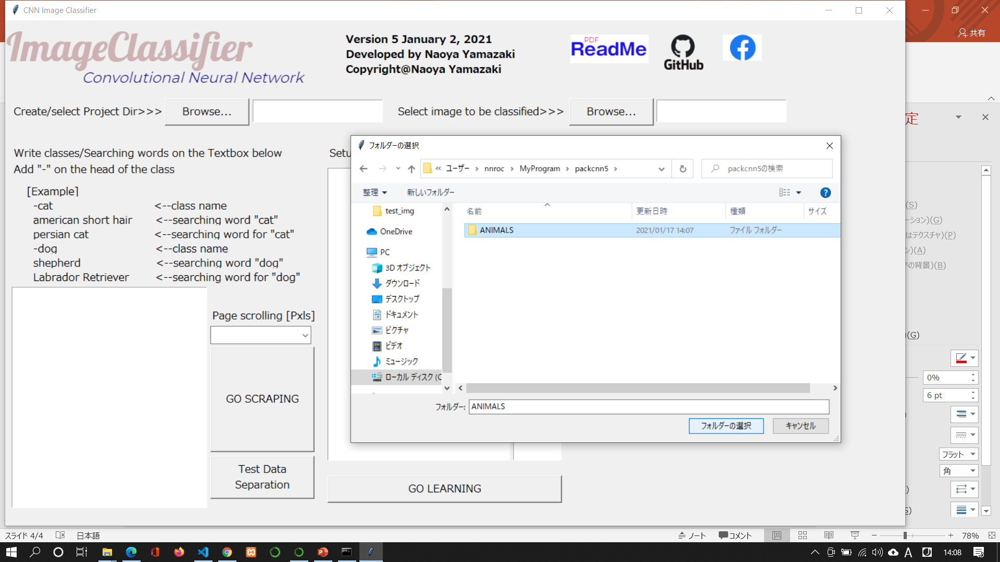 CNN Image Classifier
ImageClassifier
Convolutional Neural Network
Version 5 January 2, 2021
Developed by Naoya Yamazaki
Copyright@Naoya Yamazaki
PDF
ReadMe
GitHub
共有
Create/select Project Dir>>>
Browse...
Select image to be classified>>>
Browse...
定
Write classes/Searching words on the Textbox below
Add "-" on the head of the class
[Example]
-cat <--class name
american short hair <--searching word "cat"
persian cat <--searching word for "cat"
-dog <--class name
shepherd <--searching word "dog"
Labrador Retriever <--searching word for "dog"
Page scrolling [Pxls]
GO SCRAPING
Test Data
Separation
Setu
GO LEARNING
フォルダーの選択
« ユーザー › nnroc › MyProgram › packcnn5 ›
packcnn5の検索
整理
新しいフォルダー
test_img
OneDrive
PC
3D オブジェクト
ダウンロード
デスクトップ
ドキュメント
ピクチャ
ビデオ
ミュージック
ローカル ディスク (C
名前 更新日時 種類 サイズ
ANIMALS 2021/01/17 14:07 ファイル フォルダー
フォルダー: ANIMALS
フォルダーの選択
キャンセル
(S)
ーション)(G)
はテクスチャ)(P)
ン)(A)
の背景)(B)
)(G)
0%
6 pt
フラット
角
S)
スライド 4/4
日本語
ノート
コメント
78%
A
14:08